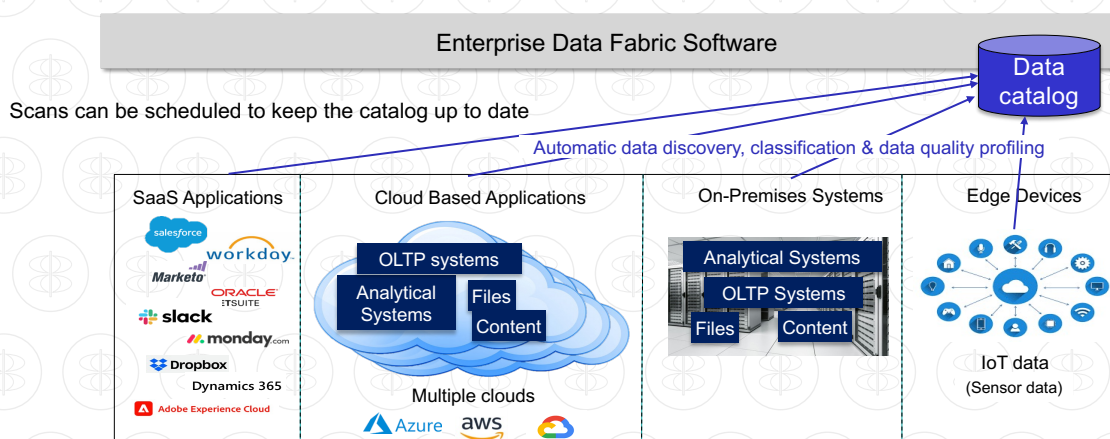 Enterprise Data Fabric Software
Data
catalog
Scans can be scheduled to keep the catalog up to date
Automatic data discovery, classification & data quality profiling
SaaS Applications
salesforce
workday.
Marketo
ORACLE
ETSUITE
slack
monday.com
Dropbox
Dynamics 365
Adobe Experience Cloud
Cloud Based Applications
OLTP systems
Analytical
Systems
Files
Content
Multiple clouds
Azure
aws
On-Premises Systems
Analytical Systems
OLTP Systems
Files
Content
Edge Devices
IoT data
(Sensor data)